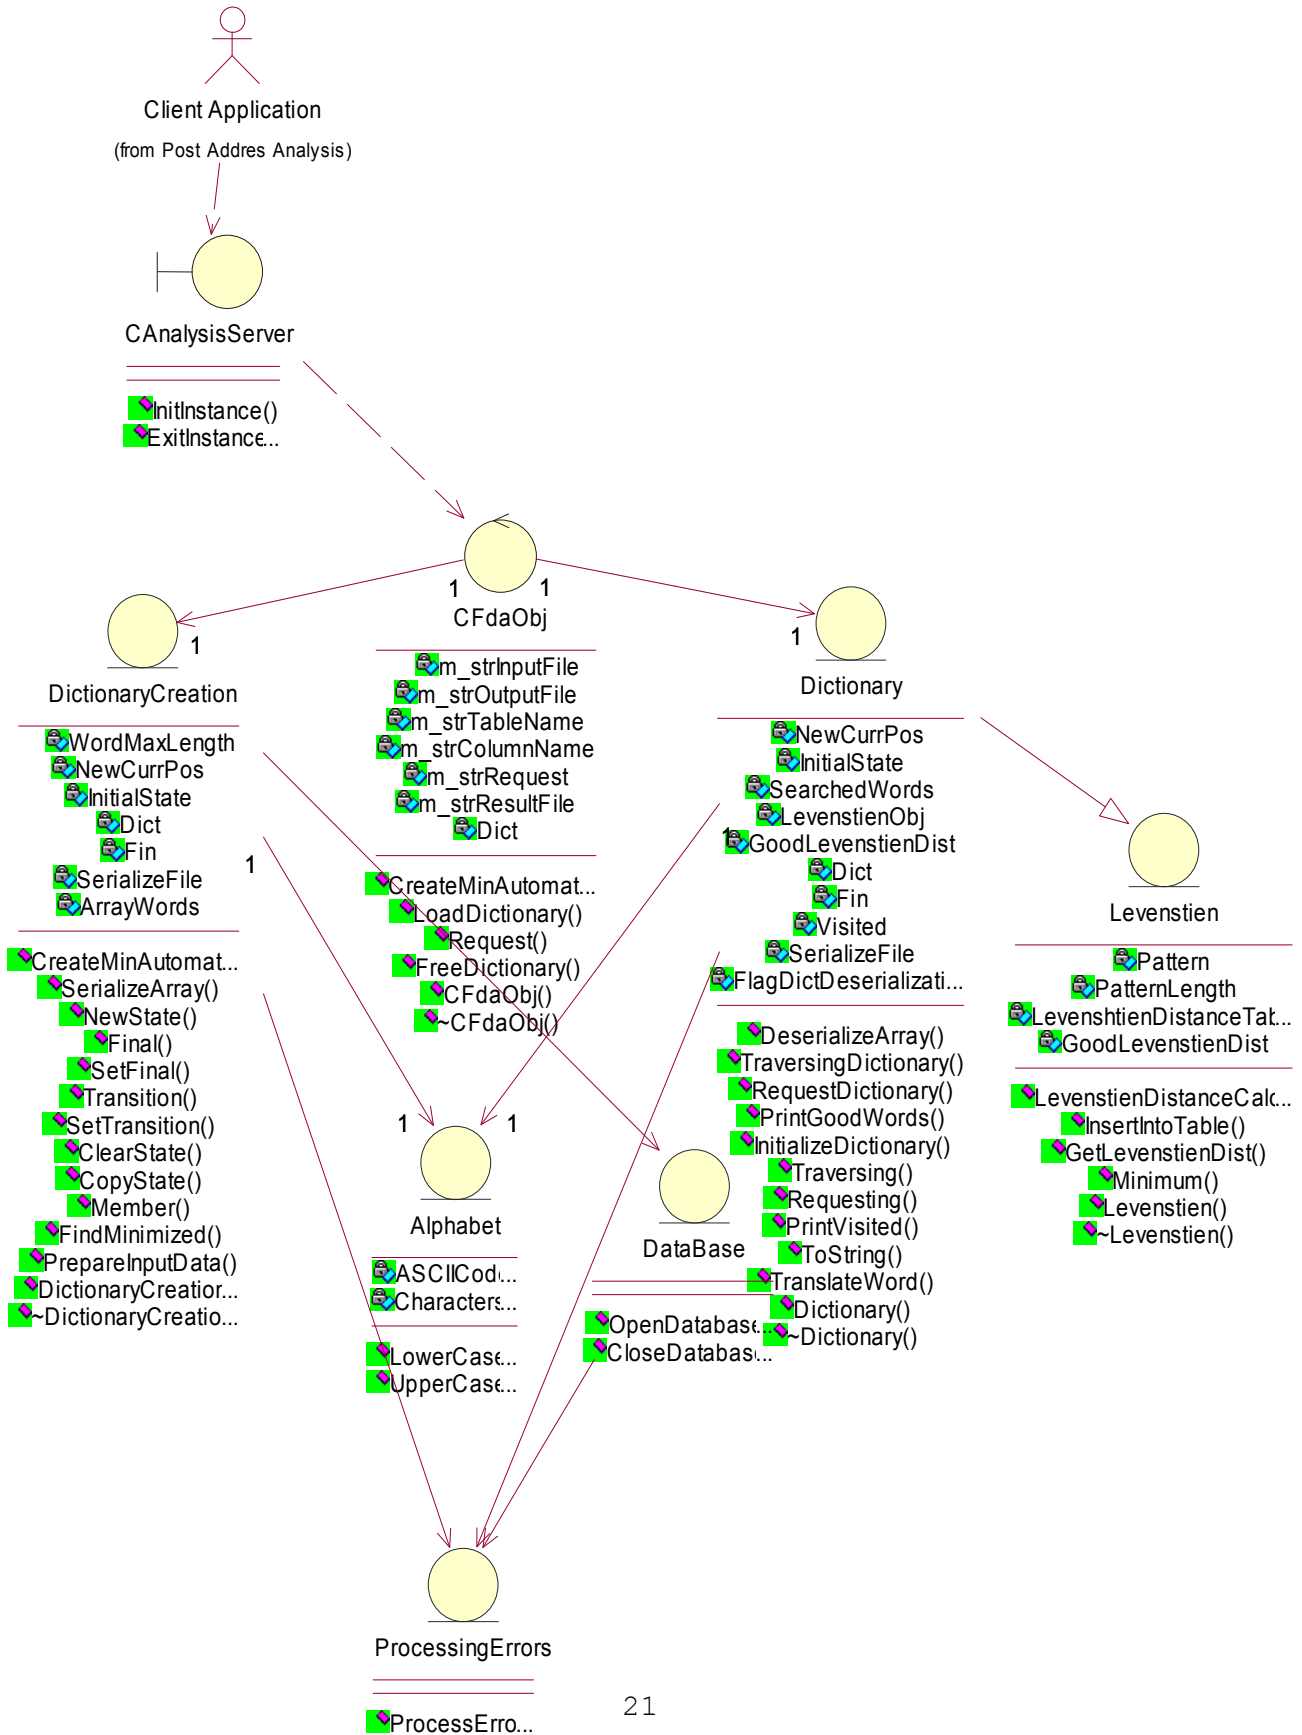 Client Application
(from Post Addres Analysis)
CAnalysisServer
InitInstance()
ExitInstance...
1
1
CFdaObj
m_strInputFile
m_strOutputFile
m_strTableName
m_strColumnName
m_strRequest
m_strResultFile
Dict
CreateMinAutomat...
LoadDictionary()
Request()
FreeDictionary()
CFdaObj()
~CFdaObj()
1
DictionaryCreation
WordMaxLength
NewCurrPos
InitialState
Dict
Fin
SerializeFile
ArrayWords
1
CreateMinAutomat...
SerializeArray()
NewState()
Final()
SetFinal()
Transition()
SetTransition()
ClearState()
CopyState()
Member()
FindMinimized()
PrepareInputData()
DictionaryCreation...
~DictionaryCreatio...
1
Dictionary
NewCurrPos
InitialState
SearchedWords
LevenstienObj
1
GoodLevenstienDist
Dict
Fin
Visited
SerializeFile
FlagDictDeserializati...
DeserializeArray()
TraversingDictionary()
RequestDictionary()
PrintGoodWords()
InitializeDictionary()
Traversing()
Requesting()
PrintVisited()
ToString()
TranslateWord()
Dictionary()
~Dictionary()
Levenstien
Pattern
PatternLength
LevenshtienDistanceTab...
GoodLevenstienDist
LevenstienDistanceCalc...
InsertIntoTable()
GetLevenstienDist()
Minimum()
Levenstien()
~Levenstien()
1
1
Alphabet
ASCIICode...
Characters...
LowerCase...
UpperCase...
DataBase
OpenDatabase...
CloseDatabase...
ProcessingErrors
ProcessErro...
21